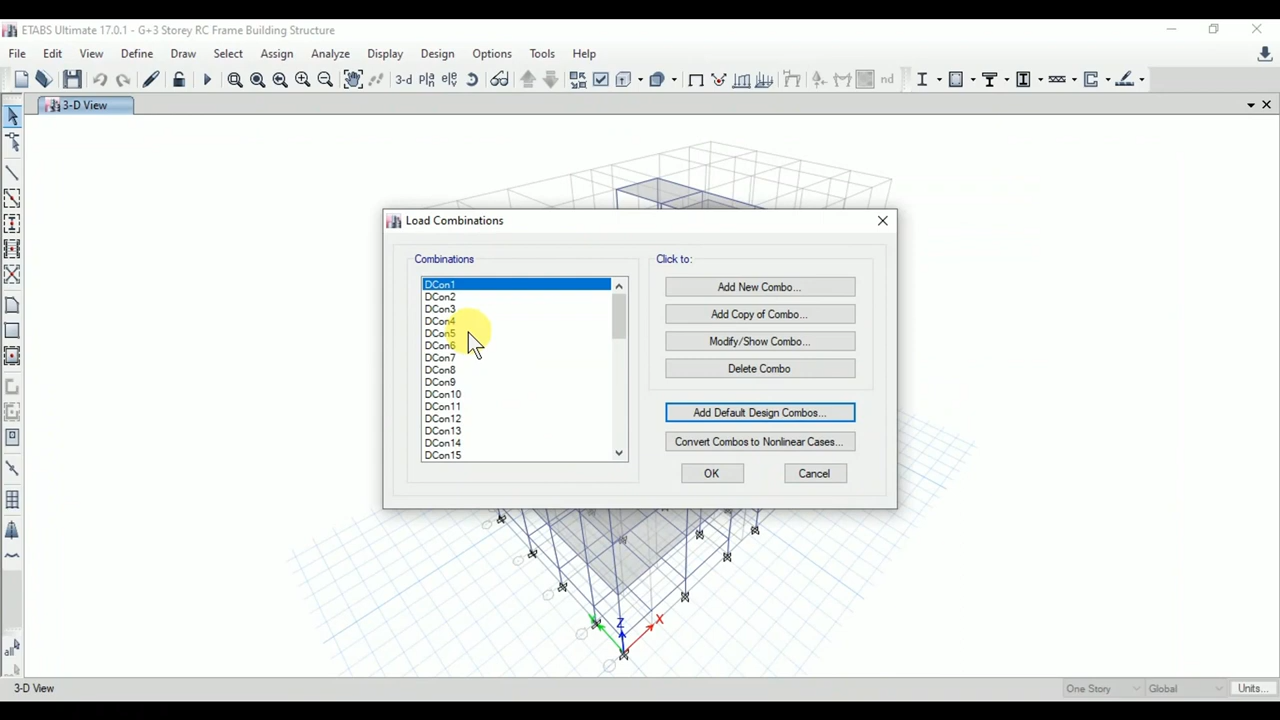 ETABS Ultimate 17.0.1 - G+3 Storey RC Frame Building Structure
File Edit View Define Draw Select Assign Analyze Display Design Options Tools Help
3-d
nd
3-D View
Load Combinations
Combinations
DCon1
DCon2
DCon3
DCon4
DCon5
DCon6
DCon7
DCon8
DCon9
DCon10
DCon11
DCon12
DCon13
DCon14
DCon15
Click to:
Add New Combo...
Add Copy of Combo...
Modify/Show Combo...
Delete Combo
Add Default Design Combos...
Convert Combos to Nonlinear Cases...
OK Cancel
Z X
all
3-D View One Story Global Units...